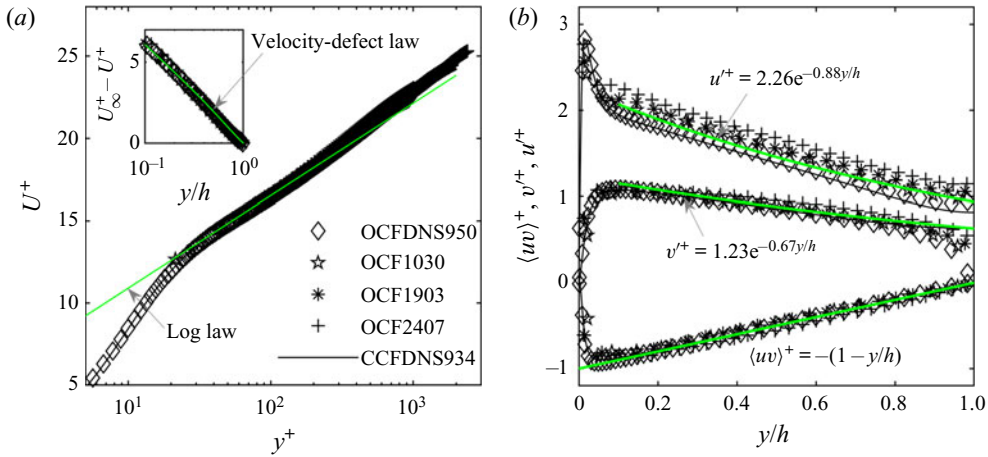 (a)
25
20
15
10
5
U⁺
10¹
10²
10³
y⁺
6
0
U⁺∞ – U⁺
10⁻¹
10⁰
y/h
Velocity-defect law
Log law
OCFDNS950
OCF1030
OCF1903
OCF2407
CCFDNS934
(b)
3
2
1
0
−1
⟨uv⟩⁺, v′⁺, u′⁺
u′⁺ = 2.26e⁻⁰·⁸⁸ʸ/ʰ
v′⁺ = 1.23e⁻⁰·⁶⁷ʸ/ʰ
⟨uv⟩⁺ = −(1 − y/h)
0
0.2
0.4
0.6
0.8
1.0
y/h